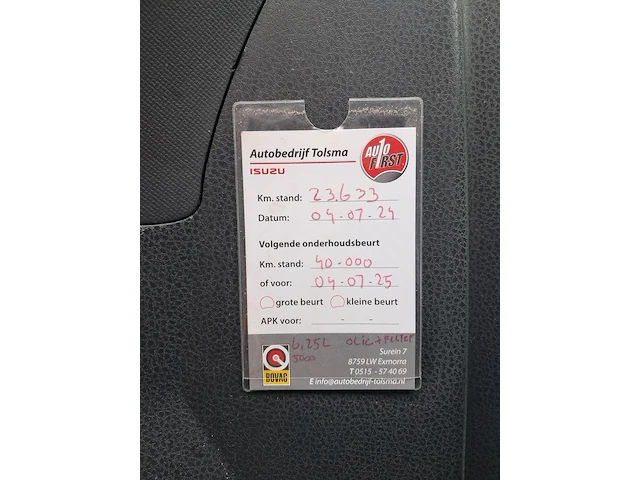 Autobedrijf Tolsma
ISUZU
AUTO
FIRST
Km. stand: 23.633
Datum: 04-07-24
Volgende onderhoudsbeurt
Km. stand: 40-000
of voor: 04-07-25
grote beurt kleine beurt
APK voor: - -
6,25L olie+filter
Surein 7
8759 LW Exmorra
T 0515 - 57 40 69
E info@autobedrijf-tolsma.nl
BOVAG